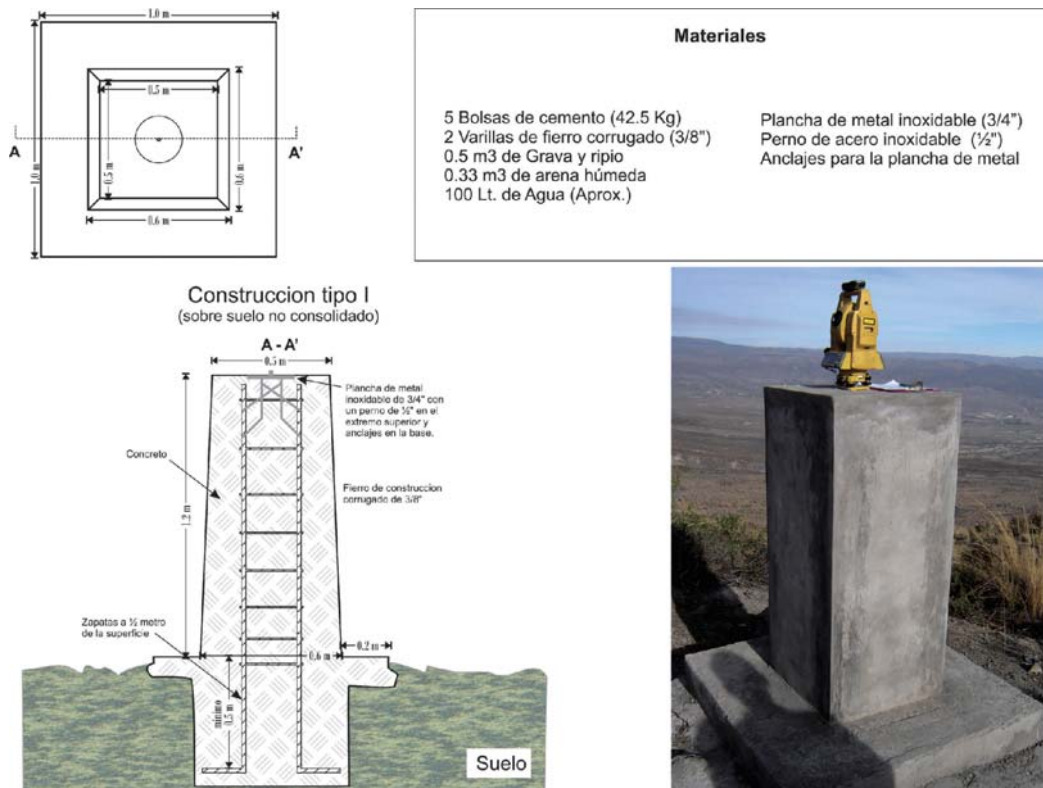 1.0 m
0.5 m
A
A'
1.0 m
0.5 m
0.6 m
0.6 m
Materiales
5 Bolsas de cemento (42.5 Kg)
2 Varillas de fierro corrugado (3/8")
0.5 m3 de Grava y ripio
0.33 m3 de arena húmeda
100 Lt. de Agua (Aprox.)
Plancha de metal inoxidable (3/4")
Perno de acero inoxidable (½")
Anclajes para la plancha de metal
Construccion tipo I
(sobre suelo no consolidado)
A - A'
0.5 m
Plancha de metal
inoxidable de 3/4" con
un perno de ½" en el
extremo superior y
anclajes en la base.
Concreto
Fierro de construccion
corrugado de 3/8"
1.2 m
Zapatas a ½ metro
de la superficie
0.2 m
0.6 m
minimo
0.5 m
Suelo